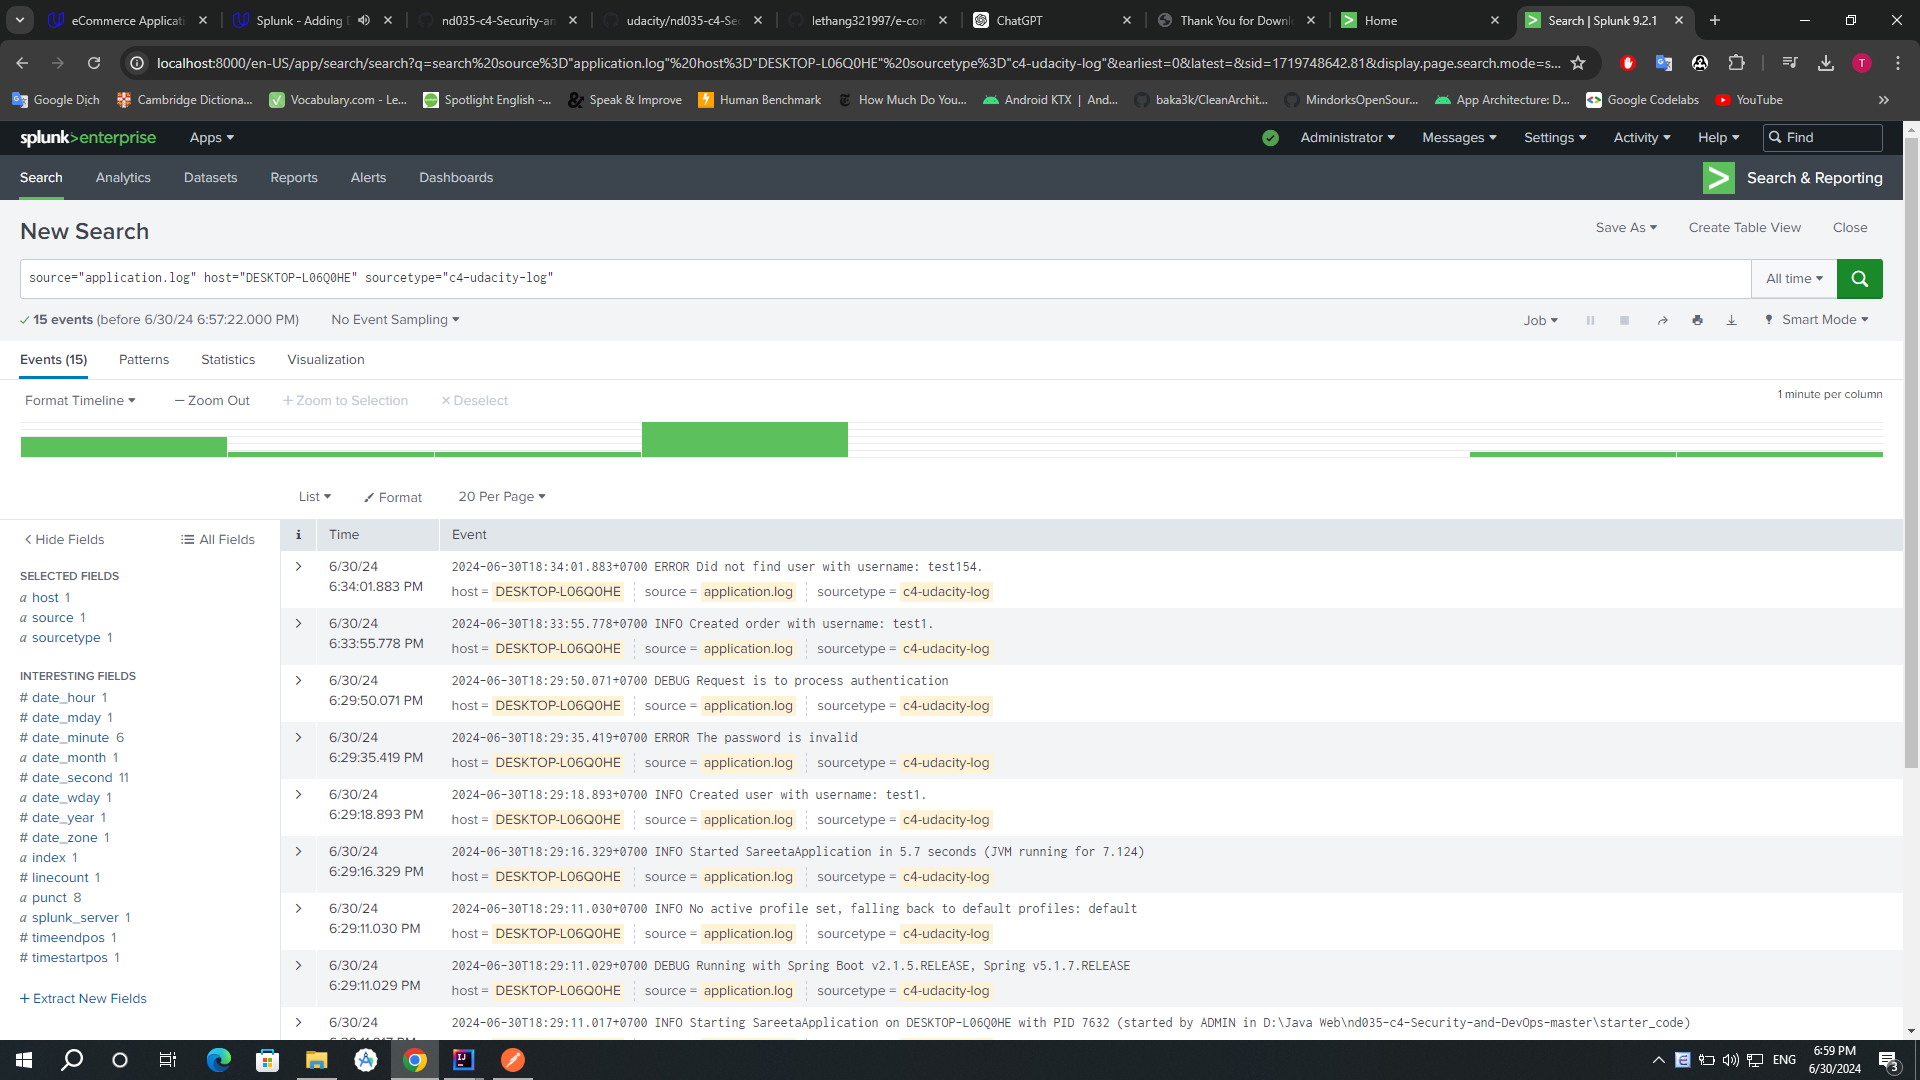 eCommerce Applicati
Splunk - Adding D
nd035-c4-Security-an
udacity/nd035-c4-Sec
lethang321997/e-com
ChatGPT
Thank You for Downl
Home
Search | Splunk 9.2.1
localhost:8000/en-US/app/search/search?q=search%20source%3D"application.log"%20host%3D"DESKTOP-L06Q0HE"%20sourcetype%3D"c4-udacity-log"&earliest=0&latest=&sid=1719748642.81&display.page.search.mode=s...
T
Google Dịch
Cambridge Dictiona...
Vocabulary.com - Le...
Spotlight English -...
Speak & Improve
Human Benchmark
How Much Do You...
Android KTX | And...
baka3k/CleanArchit...
MindorksOpenSour...
App Architecture: D...
Google Codelabs
YouTube
splunk>enterprise
Apps
Administrator
Messages
Settings
Activity
Help
Find
Search
Analytics
Datasets
Reports
Alerts
Dashboards
Search & Reporting
New Search
Save As
Create Table View
Close
source="application.log" host="DESKTOP-L06Q0HE" sourcetype="c4-udacity-log"
All time
15 events (before 6/30/24 6:57:22.000 PM)
No Event Sampling
Job
Smart Mode
Events (15)
Patterns
Statistics
Visualization
Format Timeline
— Zoom Out
+ Zoom to Selection
× Deselect
1 minute per column
List
Format
20 Per Page
< Hide Fields
All Fields
i
Time
Event
SELECTED FIELDS
a host 1
a source 1
a sourcetype 1
INTERESTING FIELDS
# date_hour 1
# date_mday 1
# date_minute 6
a date_month 1
# date_second 11
a date_wday 1
# date_year 1
# date_zone 1
a index 1
# linecount 1
a punct 8
a splunk_server 1
# timeendpos 1
# timestartpos 1
+ Extract New Fields
6/30/24
6:34:01.883 PM
2024-06-30T18:34:01.883+0700 ERROR Did not find user with username: test154.
host = DESKTOP-L06Q0HE source = application.log sourcetype = c4-udacity-log
6/30/24
6:33:55.778 PM
2024-06-30T18:33:55.778+0700 INFO Created order with username: test1.
host = DESKTOP-L06Q0HE source = application.log sourcetype = c4-udacity-log
6/30/24
6:29:50.071 PM
2024-06-30T18:29:50.071+0700 DEBUG Request is to process authentication
host = DESKTOP-L06Q0HE source = application.log sourcetype = c4-udacity-log
6/30/24
6:29:35.419 PM
2024-06-30T18:29:35.419+0700 ERROR The password is invalid
host = DESKTOP-L06Q0HE source = application.log sourcetype = c4-udacity-log
6/30/24
6:29:18.893 PM
2024-06-30T18:29:18.893+0700 INFO Created user with username: test1.
host = DESKTOP-L06Q0HE source = application.log sourcetype = c4-udacity-log
6/30/24
6:29:16.329 PM
2024-06-30T18:29:16.329+0700 INFO Started SareetaApplication in 5.7 seconds (JVM running for 7.124)
host = DESKTOP-L06Q0HE source = application.log sourcetype = c4-udacity-log
6/30/24
6:29:11.030 PM
2024-06-30T18:29:11.030+0700 INFO No active profile set, falling back to default profiles: default
host = DESKTOP-L06Q0HE source = application.log sourcetype = c4-udacity-log
6/30/24
6:29:11.029 PM
2024-06-30T18:29:11.029+0700 DEBUG Running with Spring Boot v2.1.5.RELEASE, Spring v5.1.7.RELEASE
host = DESKTOP-L06Q0HE source = application.log sourcetype = c4-udacity-log
6/30/24
2024-06-30T18:29:11.017+0700 INFO Starting SareetaApplication on DESKTOP-L06Q0HE with PID 7632 (started by ADMIN in D:\Java Web\nd035-c4-Security-and-DevOps-master\starter_code)
ENG
6:59 PM
6/30/2024
3